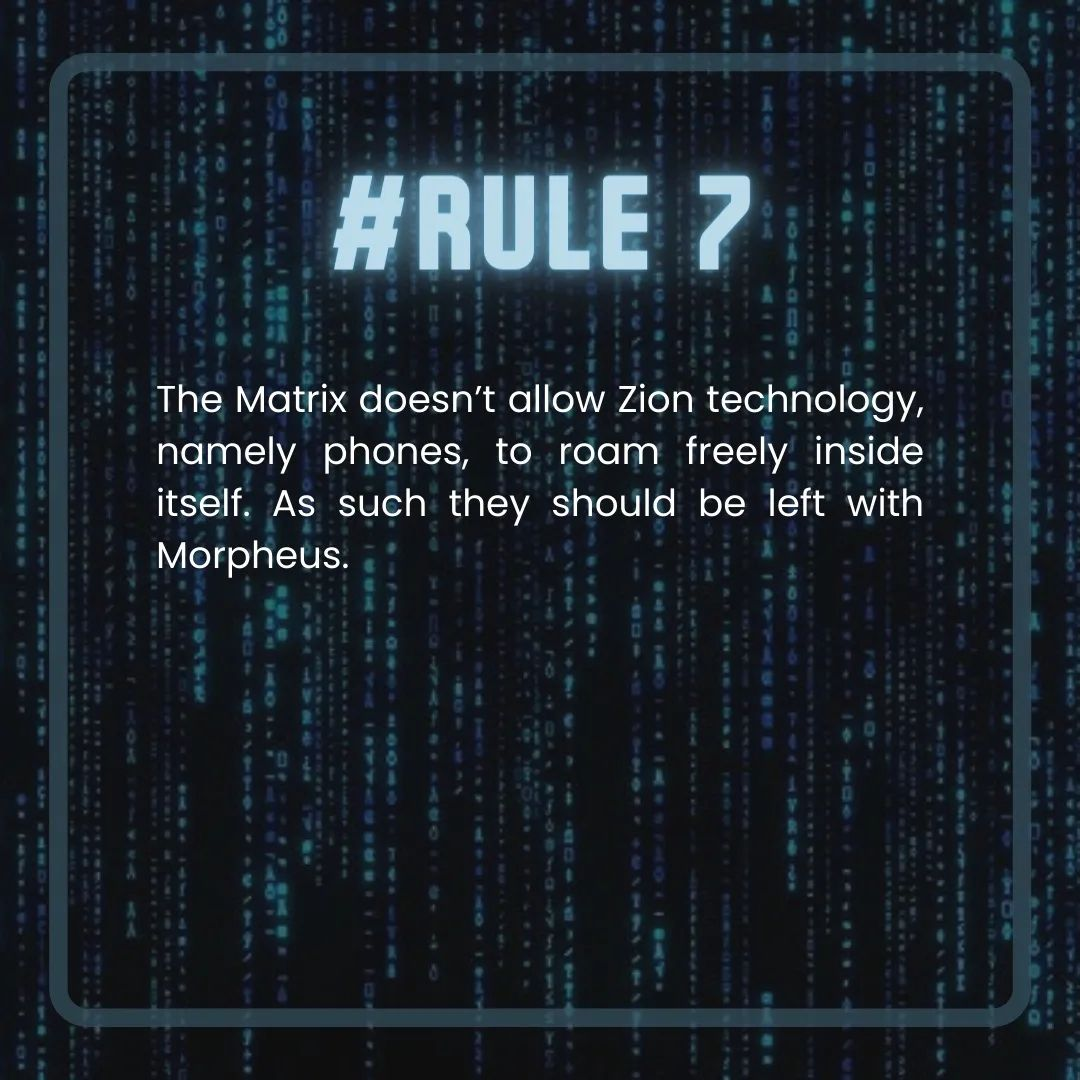 #RULE 7
The Matrix doesn’t allow Zion technology,
namely phones, to roam freely inside
itself. As such they should be left with
Morpheus.